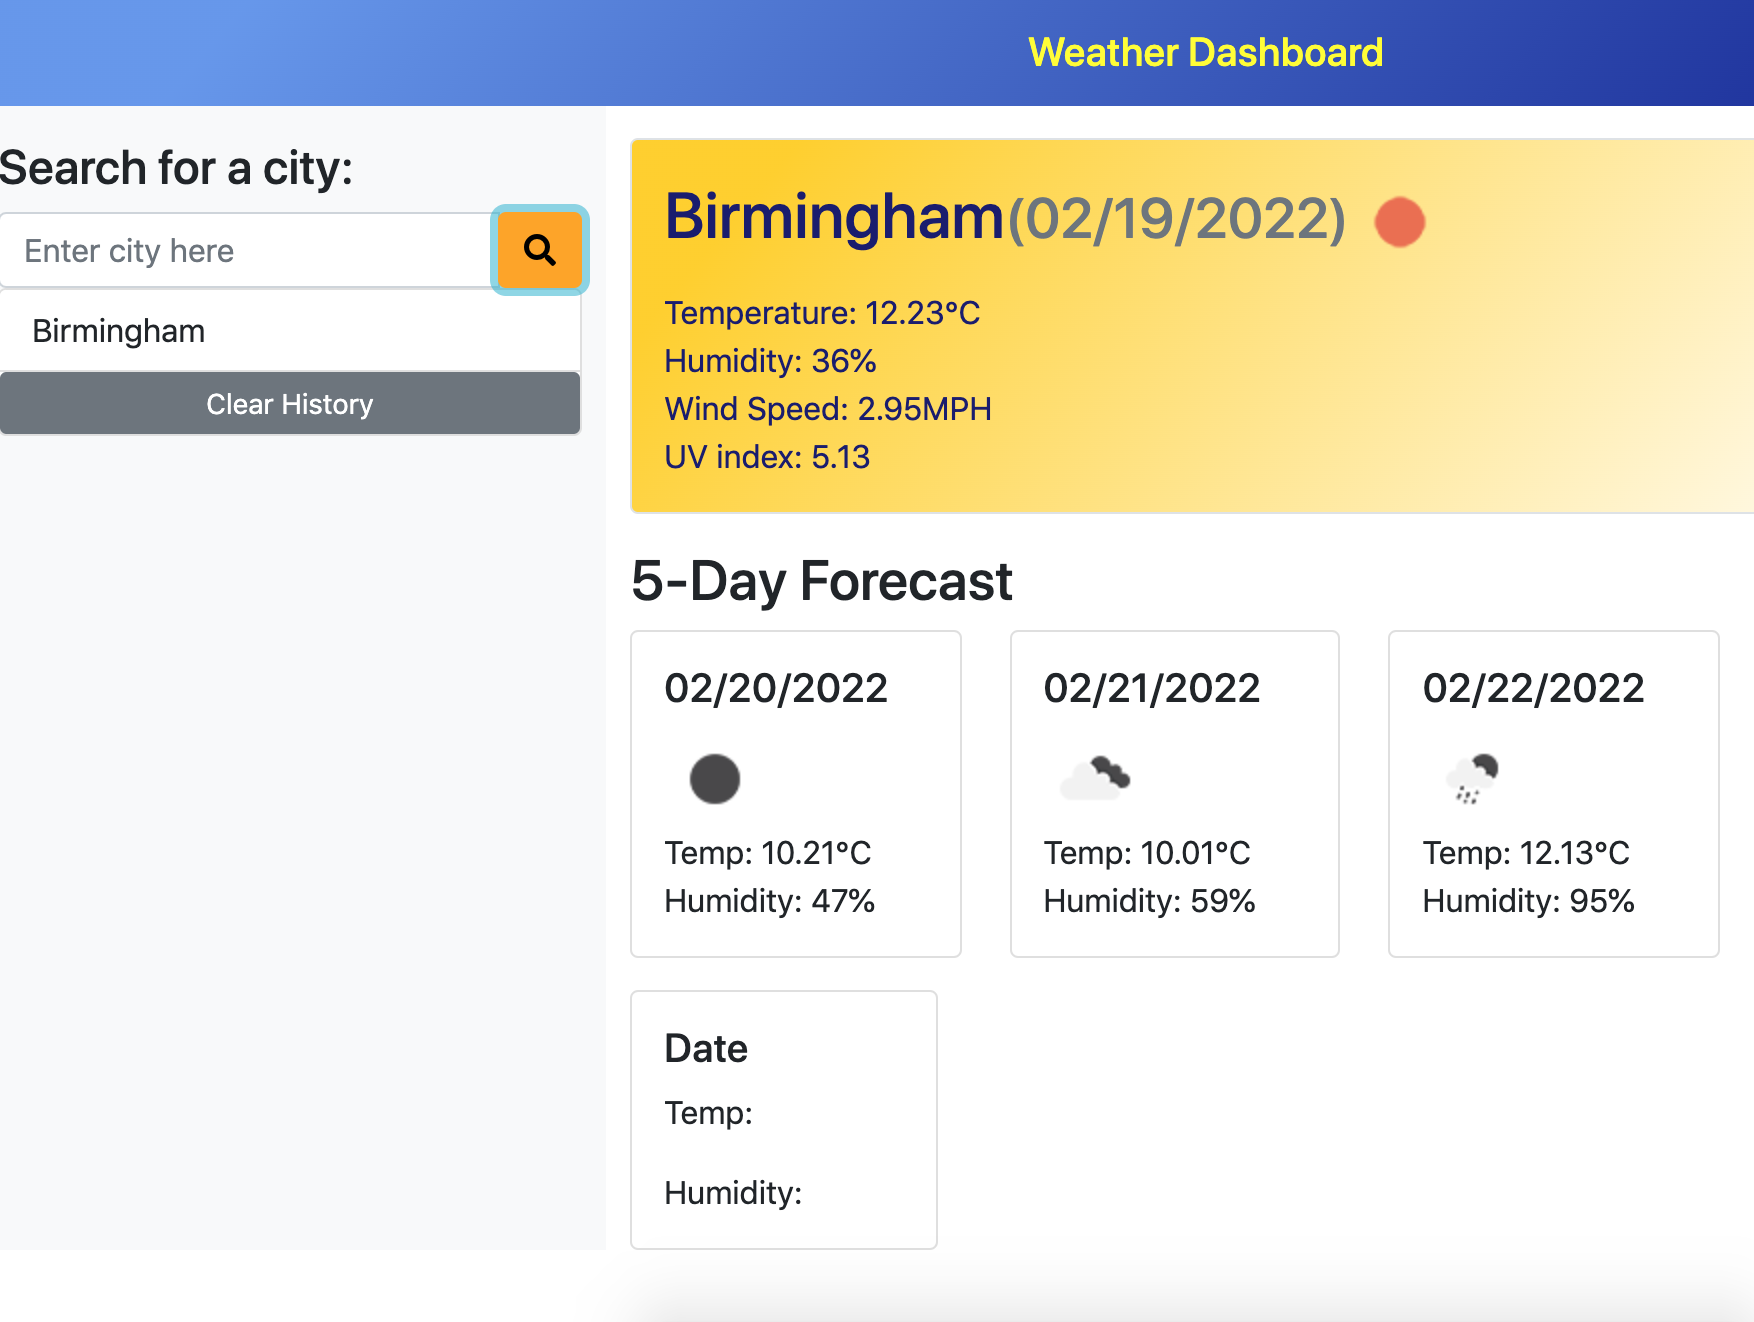 Weather Dashboard
Search for a city:
Enter city here
Birmingham
Clear History
Birmingham(02/19/2022)
Temperature: 12.23°C
Humidity: 36%
Wind Speed: 2.95MPH
UV index: 5.13
5-Day Forecast
02/20/2022
Temp: 10.21°C
Humidity: 47%
02/21/2022
Temp: 10.01°C
Humidity: 59%
02/22/2022
Temp: 12.13°C
Humidity: 95%
Date
Temp:
Humidity: